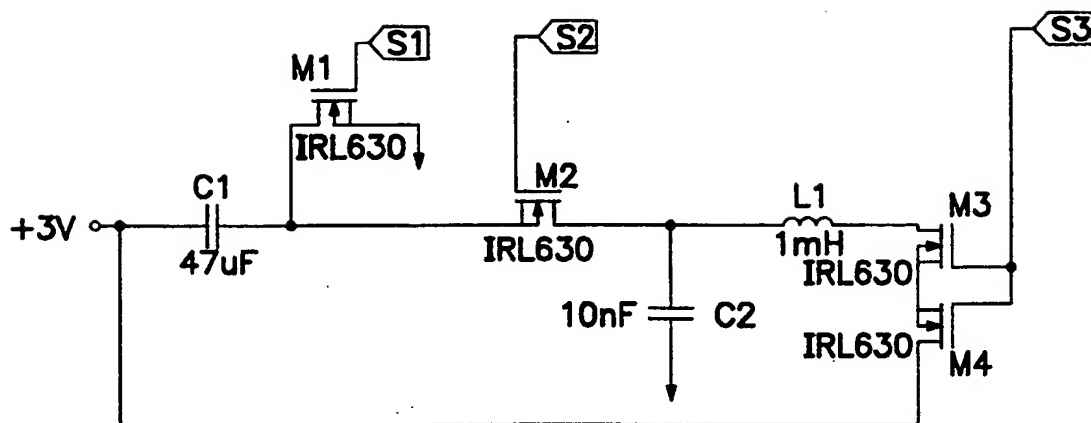 S1
S2
S3
M1
IRL630
M2
IRL630
C1
47uF
+3V
L1
1mH
M3
IRL630
10nF
C2
IRL630
M4